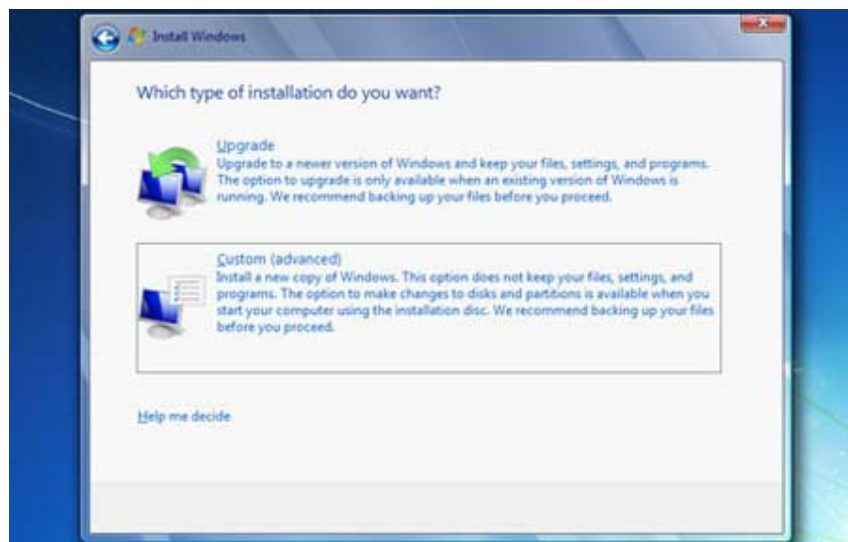 Install Windows
Which type of installation do you want?
Upgrade
Upgrade to a newer version of Windows and keep your files, settings, and programs.
The option to upgrade is only available when an existing version of Windows is
running. We recommend backing up your files before you proceed.
Custom (advanced)
Install a new copy of Windows. This option does not keep your files, settings, and
programs. The option to make changes to disks and partitions is available when you
start your computer using the installation disc. We recommend backing up your files
before you proceed.
Help me decide